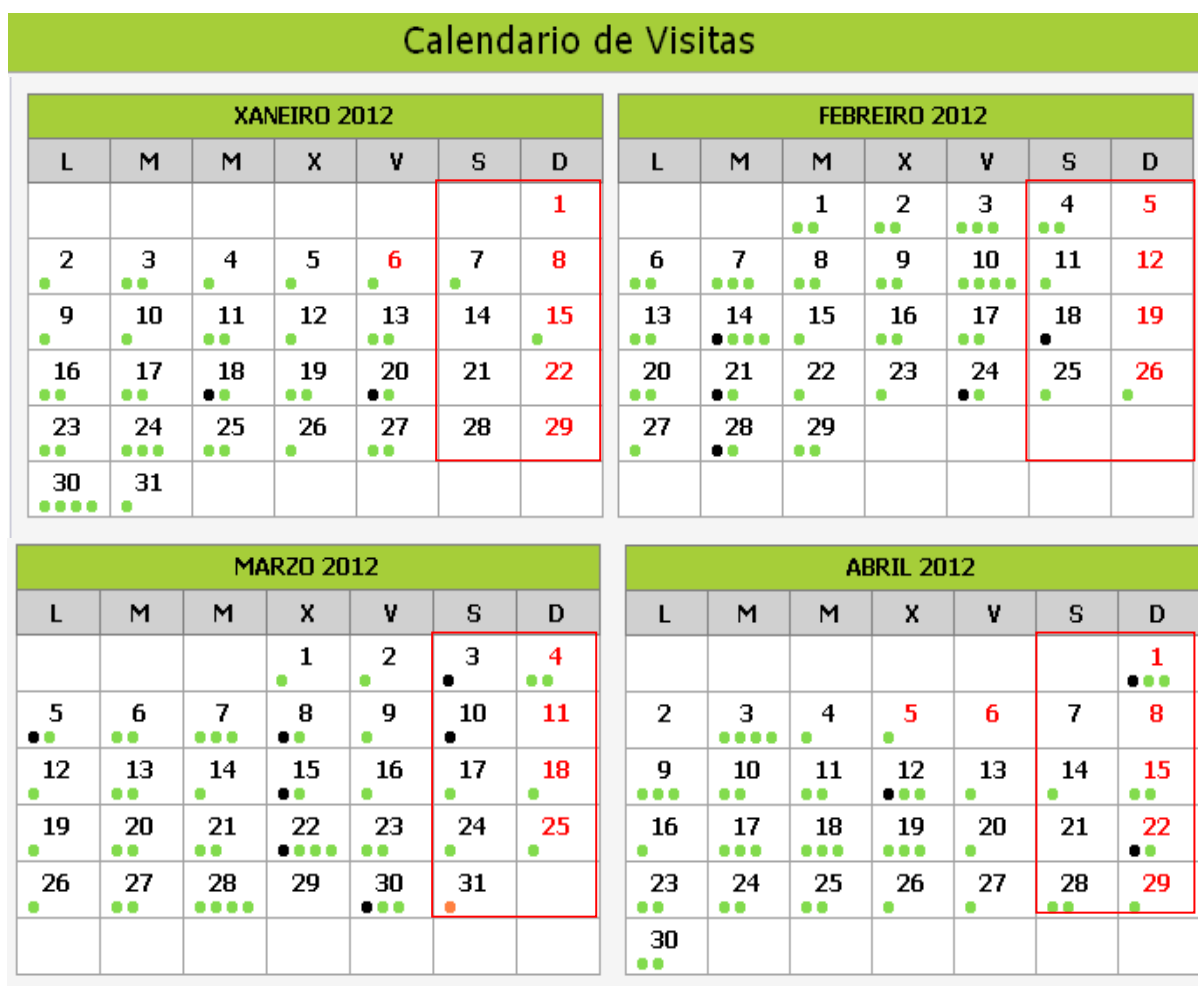 Calendario de Visitas
XANEIRO 2012
L M M X V S D
1
2 3 4 5 6 7 8
9 10 11 12 13 14 15
16 17 18 19 20 21 22
23 24 25 26 27 28 29
30 31
FEBREIRO 2012
L M M X V S D
1 2 3 4 5
6 7 8 9 10 11 12
13 14 15 16 17 18 19
20 21 22 23 24 25 26
27 28 29
MARZO 2012
L M M X V S D
1 2 3 4
5 6 7 8 9 10 11
12 13 14 15 16 17 18
19 20 21 22 23 24 25
26 27 28 29 30 31
ABRIL 2012
L M M X V S D
1
2 3 4 5 6 7 8
9 10 11 12 13 14 15
16 17 18 19 20 21 22
23 24 25 26 27 28 29
30